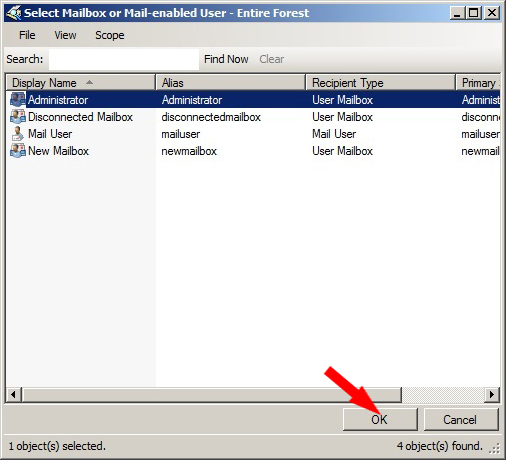 Select Mailbox or Mail-enabled User - Entire Forest
File View Scope
Search: Find Now Clear
Display Name Alias Recipient Type Primary
Administrator Administrator User Mailbox Adminis
Disconnected Mailbox disconnectedmailbox User Mailbox disconne
Mail User mailuser Mail User mailuser
New Mailbox newmailbox User Mailbox newmail
OK Cancel
1 object(s) selected. 4 object(s) found.